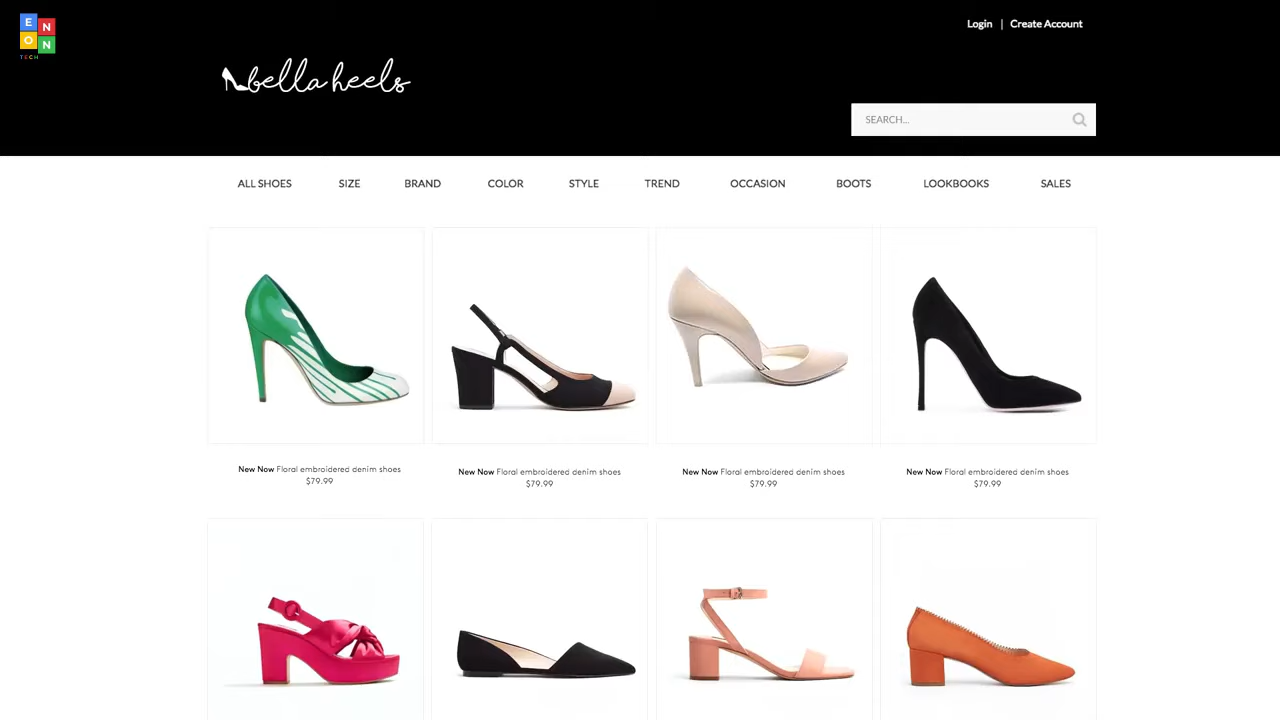 E N
O N
TECH
Login | Create Account
bella heels
SEARCH...
ALL SHOES SIZE BRAND COLOR STYLE TREND OCCASION BOOTS LOOKBOOKS SALES
New Now Floral embroidered denim shoes
$79.99
New Now Floral embroidered denim shoes
$79.99
New Now Floral embroidered denim shoes
$79.99
New Now Floral embroidered denim shoes
$79.99